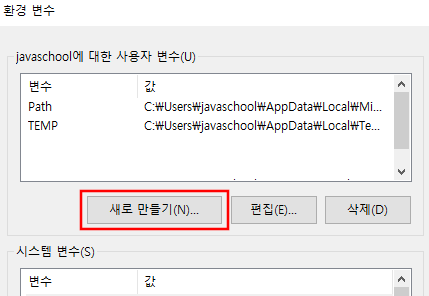 환경 변수
javaschool에 대한 사용자 변수(U)
변수 값
Path C:₩Users₩javaschool₩AppData₩Local₩Mi...
TEMP C:₩Users₩javaschool₩AppData₩Local₩Te...
새로 만들기(N)... 편집(E)... 삭제(D)
시스템 변수(S)
변수 값